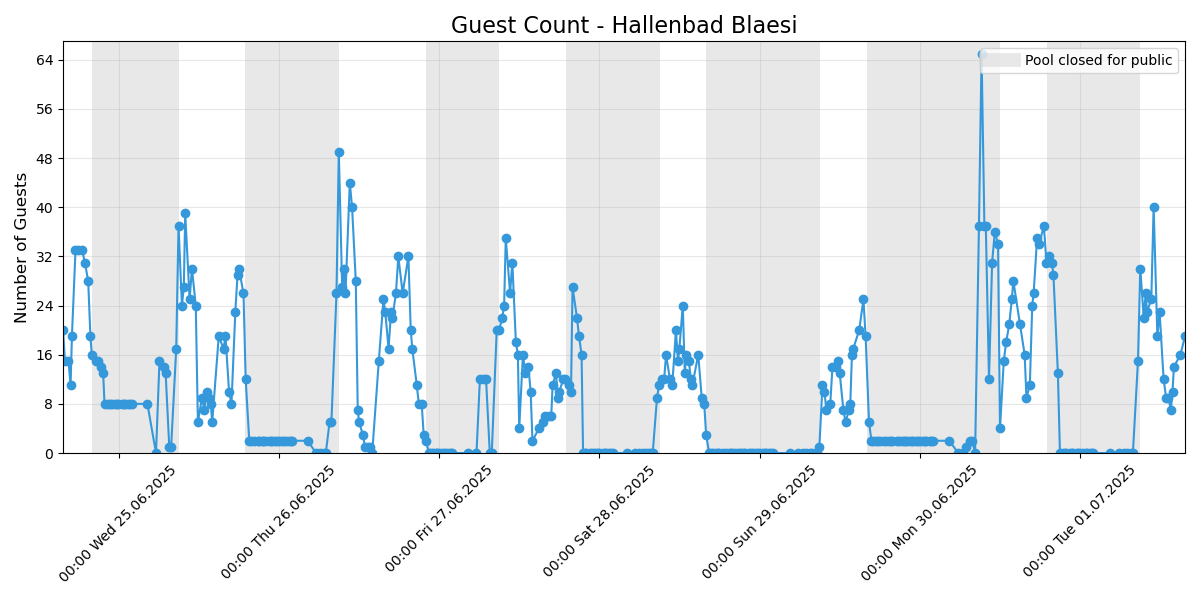 Guest Count - Hallenbad Blaesi
Pool closed for public
Number of Guests
64
56
48
40
32
24
16
8
0
00:00 Wed 25.06.2025
00:00 Thu 26.06.2025
00:00 Fri 27.06.2025
00:00 Sat 28.06.2025
00:00 Sun 29.06.2025
00:00 Mon 30.06.2025
00:00 Tue 01.07.2025